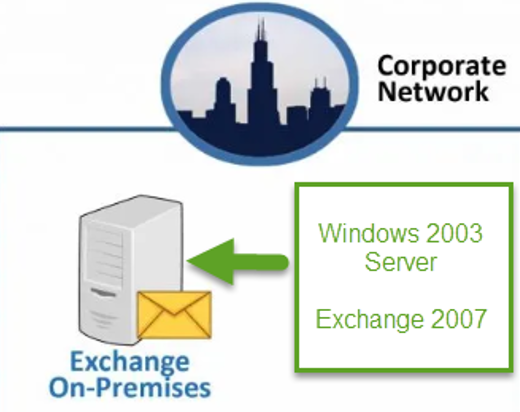 Corporate
Network
Windows 2003
Server
Exchange 2007
Exchange
On-Premises